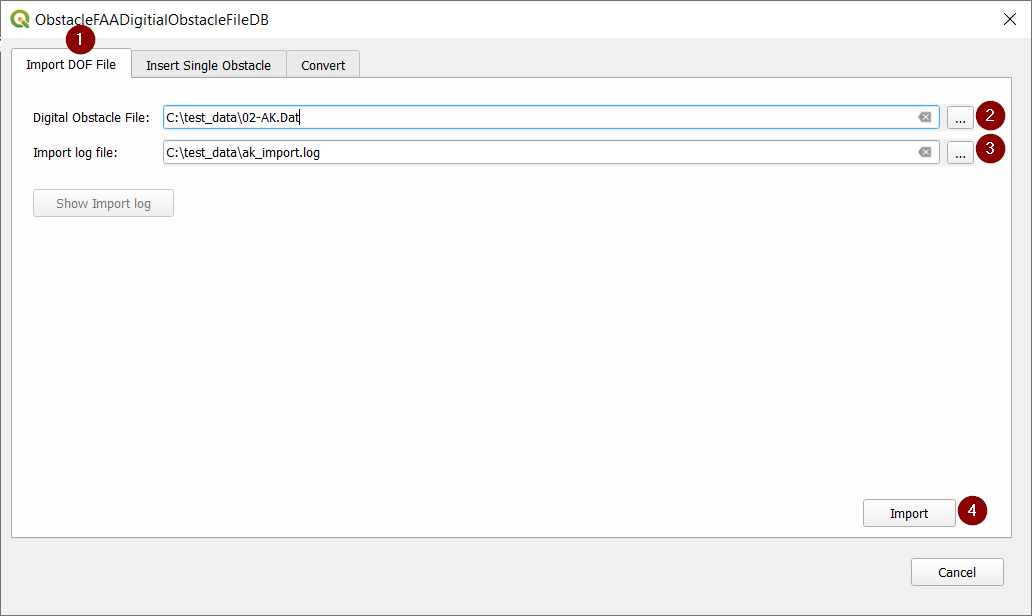 ObstacleFAADigitialObstacleFileDB
1
Import DOF File Insert Single Obstacle Convert
Digital Obstacle File: C:\test_data\02-AK.Dat ... 2
Import log file: C:\test_data\ak_import.log ... 3
Show Import log
Import 4
Cancel